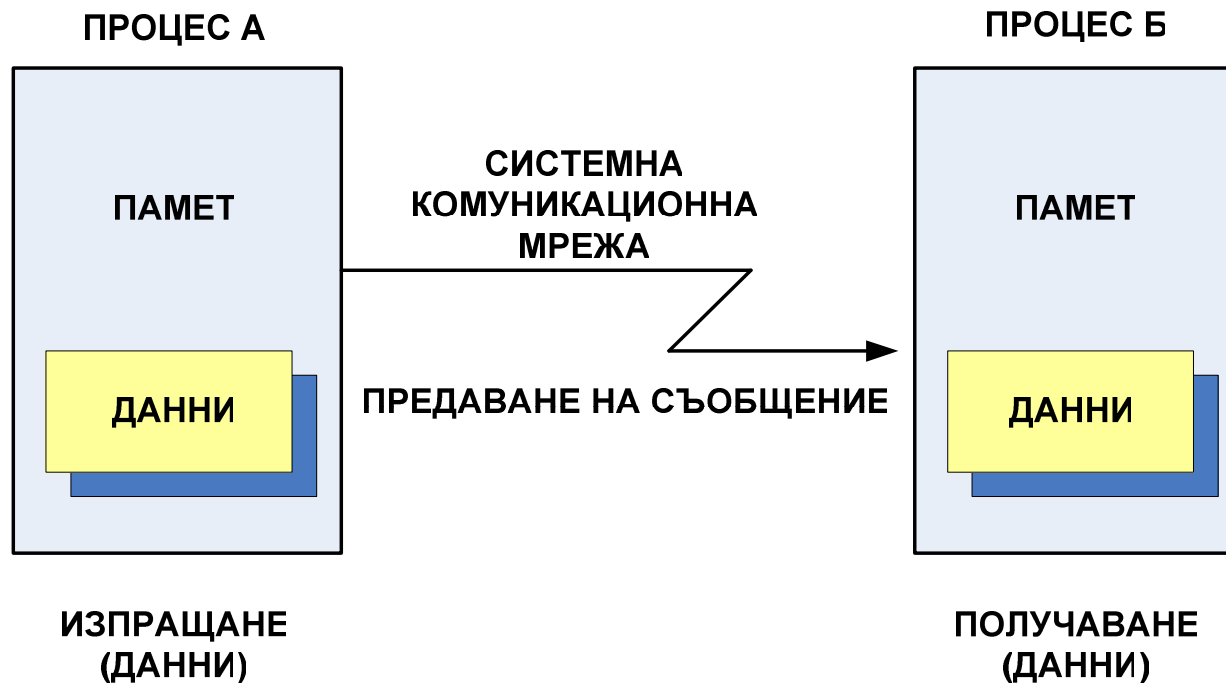 ПРОЦЕС А
ПРОЦЕС Б
СИСТЕМНА
КОМУНИКАЦИОННА
МРЕЖА
ПАМЕТ
ПАМЕТ
ДАННИ
ПРЕДАВАНЕ НА СЪОБЩЕНИЕ
ДАННИ
ИЗПРАЩАНЕ
(ДАННИ)
ПОЛУЧАВАНЕ
(ДАННИ)